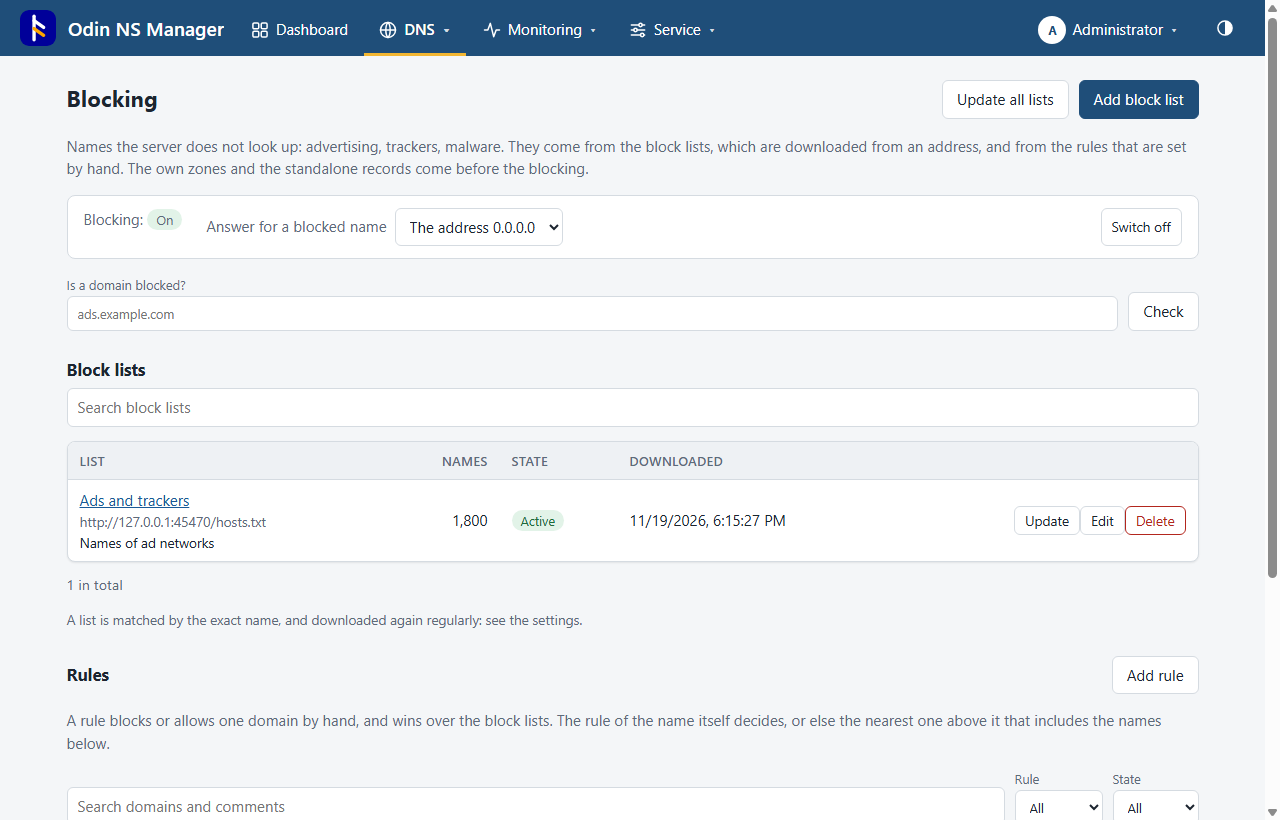 Odin NS Manager
Dashboard
DNS
Monitoring
Service
A
Administrator
Blocking
Update all lists
Add block list
Names the server does not look up: advertising, trackers, malware. They come from the block lists, which are downloaded from an address, and from the rules that are set
by hand. The own zones and the standalone records come before the blocking.
Blocking: On
Answer for a blocked name
The address 0.0.0.0
Switch off
Is a domain blocked?
ads.example.com
Check
Block lists
Search block lists
LIST NAMES STATE DOWNLOADED
Ads and trackers
http://127.0.0.1:45470/hosts.txt
Names of ad networks
1,800
Active
11/19/2026, 6:15:27 PM
Update
Edit
Delete
1 in total
A list is matched by the exact name, and downloaded again regularly: see the settings.
Rules
Add rule
A rule blocks or allows one domain by hand, and wins over the block lists. The rule of the name itself decides, or else the nearest one above it that includes the names
below.
Rule
State
Search domains and comments
All
All